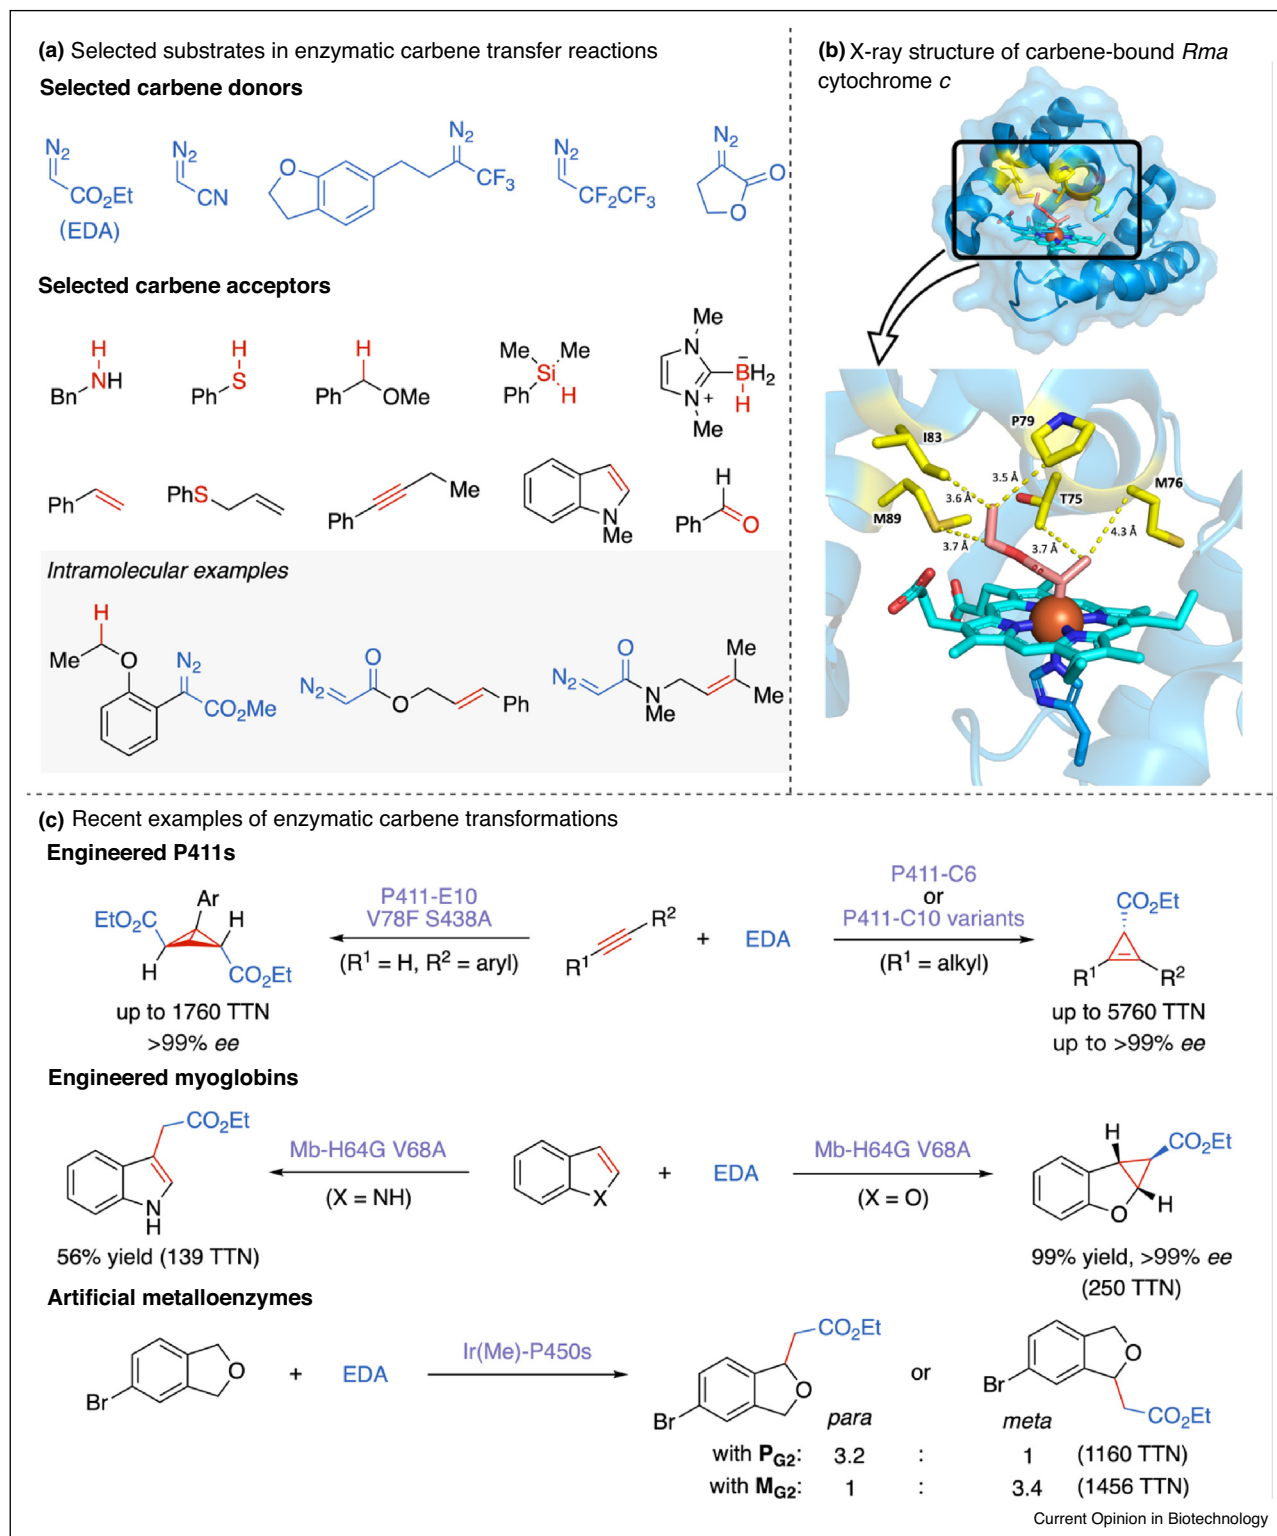 (a) Selected substrates in enzymatic carbene transfer reactions
Selected carbene donors
N2
CO2Et
(EDA)
N2
CN
O
N2
CF3
N2
CF2CF3
N2
O
O
Selected carbene acceptors
H
Bn
NH
H
Ph
S
H
Ph
OMe
Me
Me
Si
Ph
H
Me
N
N
+
Me
−
BH2
H
Ph
PhS
Me
Ph
N
Me
H
Ph
O
Intramolecular examples
H
Me
O
N2
CO2Me
N2
O
O
Ph
N2
O
N
Me
Me
Me
(b) X-ray structure of carbene-bound Rma
cytochrome c
I83
P79
3.5 Å
M76
3.6 Å
T75
M89
4.3 Å
3.7 Å
3.7 Å
(c) Recent examples of enzymatic carbene transformations
Engineered P411s
EtO2C
Ar
H
H
CO2Et
up to 1760 TTN
>99% ee
P411-E10
V78F S438A
(R1 = H, R2 = aryl)
R2
R1
+
EDA
P411-C6
or
P411-C10 variants
(R1 = alkyl)
CO2Et
R1
R2
up to 5760 TTN
up to >99% ee
Engineered myoglobins
CO2Et
N
H
56% yield (139 TTN)
Mb-H64G V68A
(X = NH)
X
+
EDA
Mb-H64G V68A
(X = O)
H
CO2Et
O
H
99% yield, >99% ee
(250 TTN)
Artificial metalloenzymes
Br
O
+
EDA
Ir(Me)-P450s
CO2Et
O
Br
para
or
O
Br
CO2Et
meta
with PG2: 3.2 : 1 (1160 TTN)
with MG2: 1 : 3.4 (1456 TTN)
Current Opinion in Biotechnology